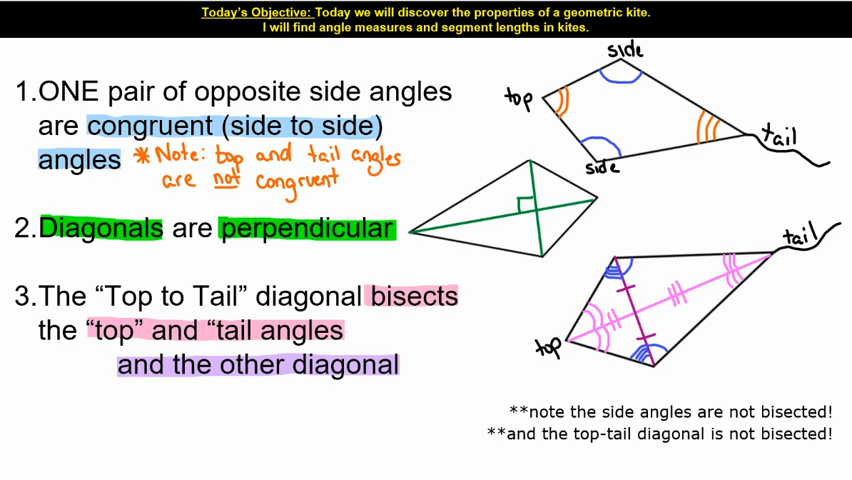 Today's Objective: Today we will discover the properties of a geometric kite.
I will find angle measures and segment lengths in kites.
1.ONE pair of opposite side angles
are congruent (side to side)
angles *Note: top and tail angles
are not congruent
side
top
tail
side
2.Diagonals are perpendicular
3.The “Top to Tail” diagonal bisects
the “top” and “tail angles
and the other diagonal
tail
top
**note the side angles are not bisected!
**and the top-tail diagonal is not bisected!